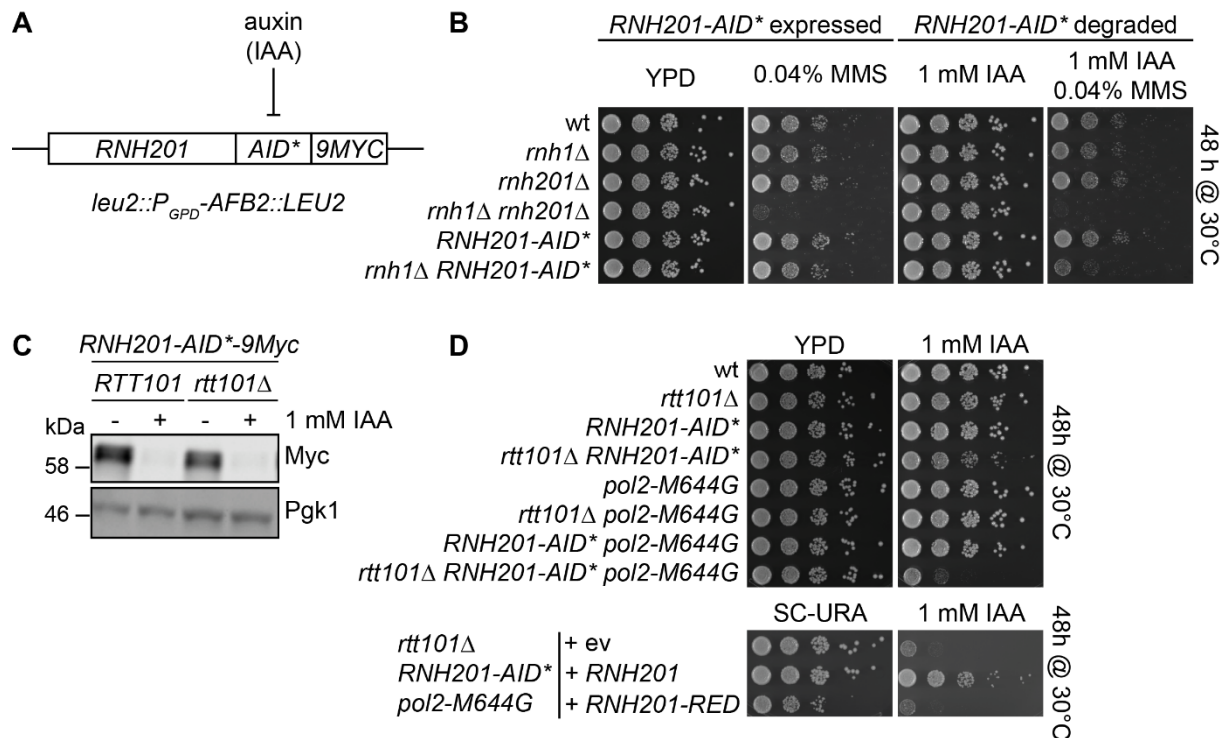 A
auxin
(IAA)
RNH201 AID* 9MYC
leu2::P_GPD-AFB2::LEU2
B
RNH201-AID* expressed RNH201-AID* degraded
YPD 0.04% MMS 1 mM IAA 1 mM IAA
0.04% MMS
wt
rnh1Δ
rnh201Δ
rnh1Δ rnh201Δ
RNH201-AID*
rnh1Δ RNH201-AID*
48 h @ 30°C
C
RNH201-AID*-9Myc
RTT101 rtt101Δ
- + - + 1 mM IAA
kDa
58 Myc
46 Pgk1
D
YPD 1 mM IAA
wt
rtt101Δ
RNH201-AID*
rtt101Δ RNH201-AID*
pol2-M644G
rtt101Δ pol2-M644G
RNH201-AID* pol2-M644G
rtt101Δ RNH201-AID* pol2-M644G
48h @ 30°C
SC-URA 1 mM IAA
rtt101Δ + ev
RNH201-AID* + RNH201
pol2-M644G + RNH201-RED
48h @ 30°C